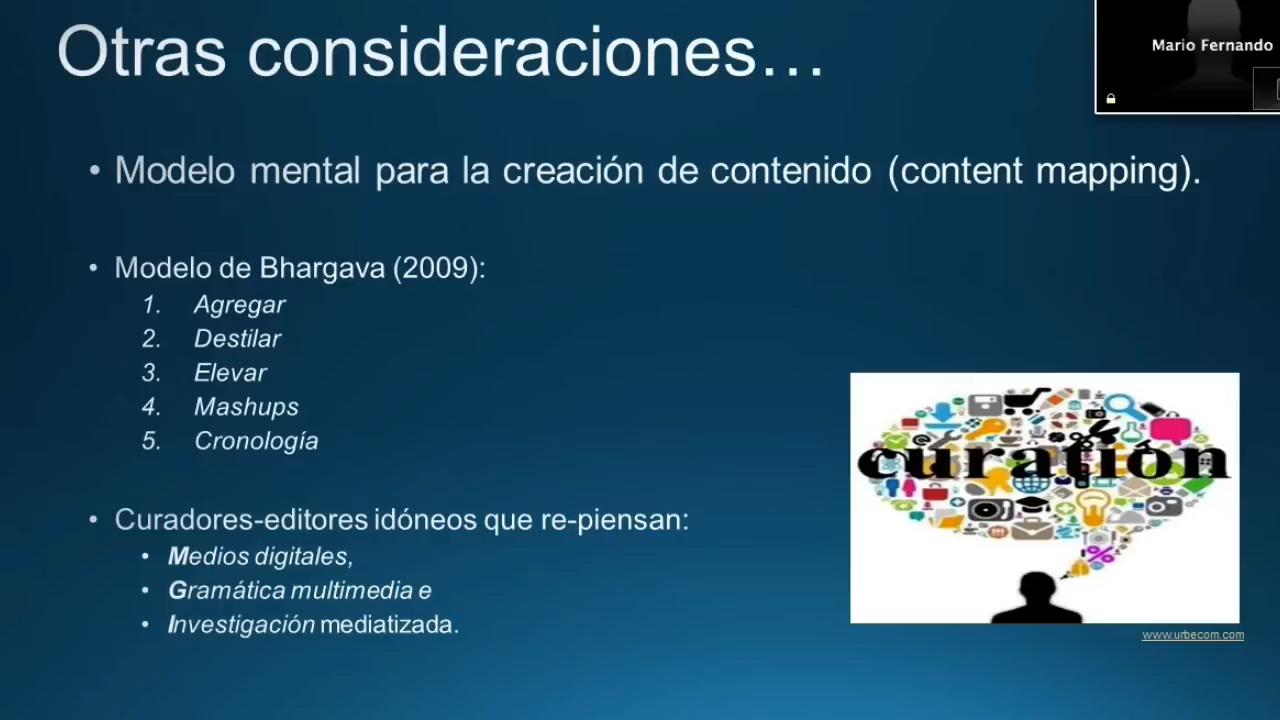 Otras consideraciones…
Mario Fernando
• Modelo mental para la creación de contenido (content mapping).
• Modelo de Bhargava (2009):
1. Agregar
2. Destilar
3. Elevar
4. Mashups
5. Cronología
• Curadores-editores idóneos que re-piensan:
• Medios digitales,
• Gramática multimedia e
• Investigación mediatizada.
curation
www.urbecom.com